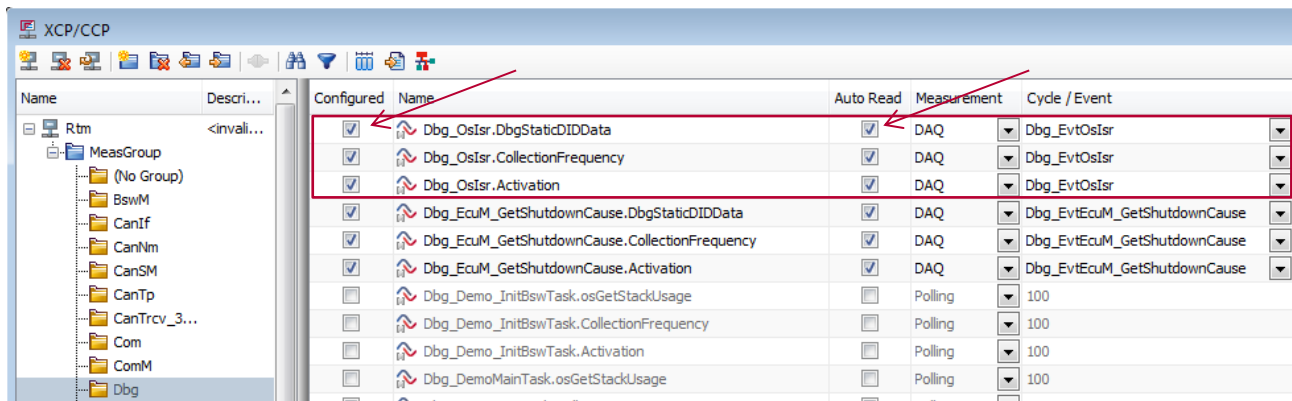 XCP/CCP
Name Descri... Configured Name Auto Read Measurement Cycle / Event
Rtm <invali...
MeasGroup
(No Group)
BswM
CanIf
CanNm
CanSM
CanTp
CanTrcv_3...
Com
ComM
Dbg
Dbg_OsIsr.DbgStaticDIDData DAQ Dbg_EvtOsIsr
Dbg_OsIsr.CollectionFrequency DAQ Dbg_EvtOsIsr
Dbg_OsIsr.Activation DAQ Dbg_EvtOsIsr
Dbg_EcuM_GetShutdownCause.DbgStaticDIDData DAQ Dbg_EvtEcuM_GetShutdownCause
Dbg_EcuM_GetShutdownCause.CollectionFrequency DAQ Dbg_EvtEcuM_GetShutdownCause
Dbg_EcuM_GetShutdownCause.Activation DAQ Dbg_EvtEcuM_GetShutdownCause
Dbg_Demo_InitBswTask.osGetStackUsage Polling 100
Dbg_Demo_InitBswTask.CollectionFrequency Polling 100
Dbg_Demo_InitBswTask.Activation Polling 100
Dbg_DemoMainTask.osGetStackUsage Polling 100